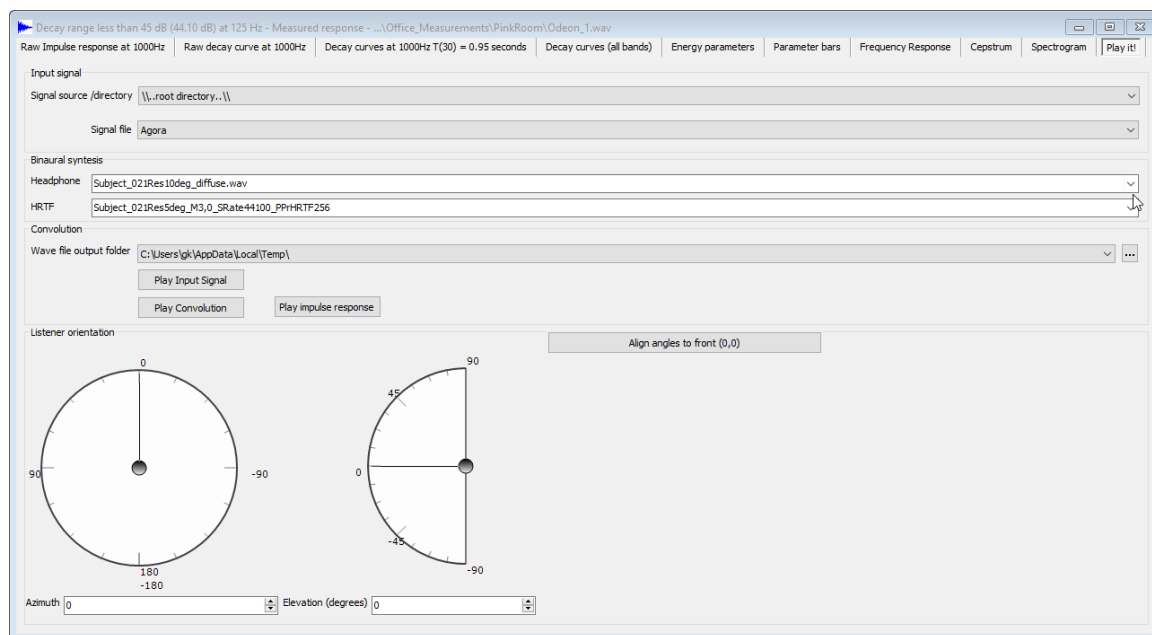 Decay range less than 45 dB (44.10 dB) at 125 Hz - Measured response - ...\Office_Measurements\PinkRoom\Odeon_1.wav
Raw Impulse response at 1000Hz Raw decay curve at 1000Hz Decay curves at 1000Hz T(30) = 0.95 seconds Decay curves (all bands) Energy parameters Parameter bars Frequency Response Cepstrum Spectrogram Play it!
Input signal
Signal source /directory \\..root directory..\\
Signal file Agora
Binaural syntesis
Headphone Subject_021Res10deg_diffuse.wav
HRTF Subject_021Res5deg_M3,0_SRate44100_PPrHRTF256
Convolution
Wave file output folder C:\Users\gk\AppData\Local\Temp\ ...
Play Input Signal
Play Convolution Play impulse response
Listener orientation Align angles to front (0,0)
0 90
45
90 -90 0
-45
180 -90
-180
Azimuth 0 Elevation (degrees) 0